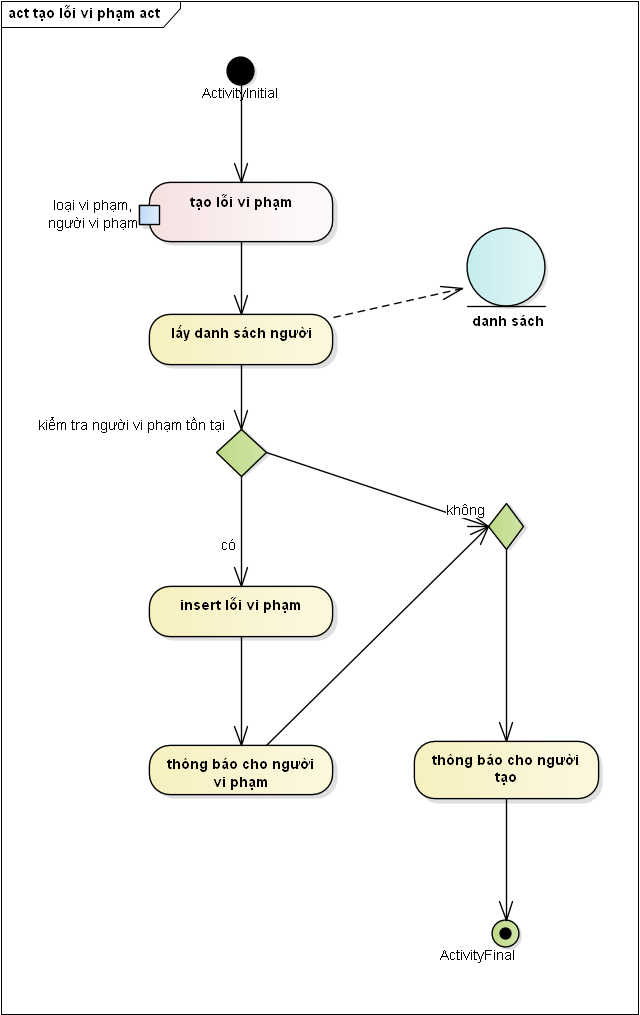 act tạo lỗi vi phạm act
ActivityInitial
tạo lỗi vi phạm
loại vi phạm,
người vi phạm
lấy danh sách người
danh sách
kiểm tra người vi phạm tồn tại
không
có
insert lỗi vi phạm
thông báo cho người
vi phạm
thông báo cho người
tạo
ActivityFinal